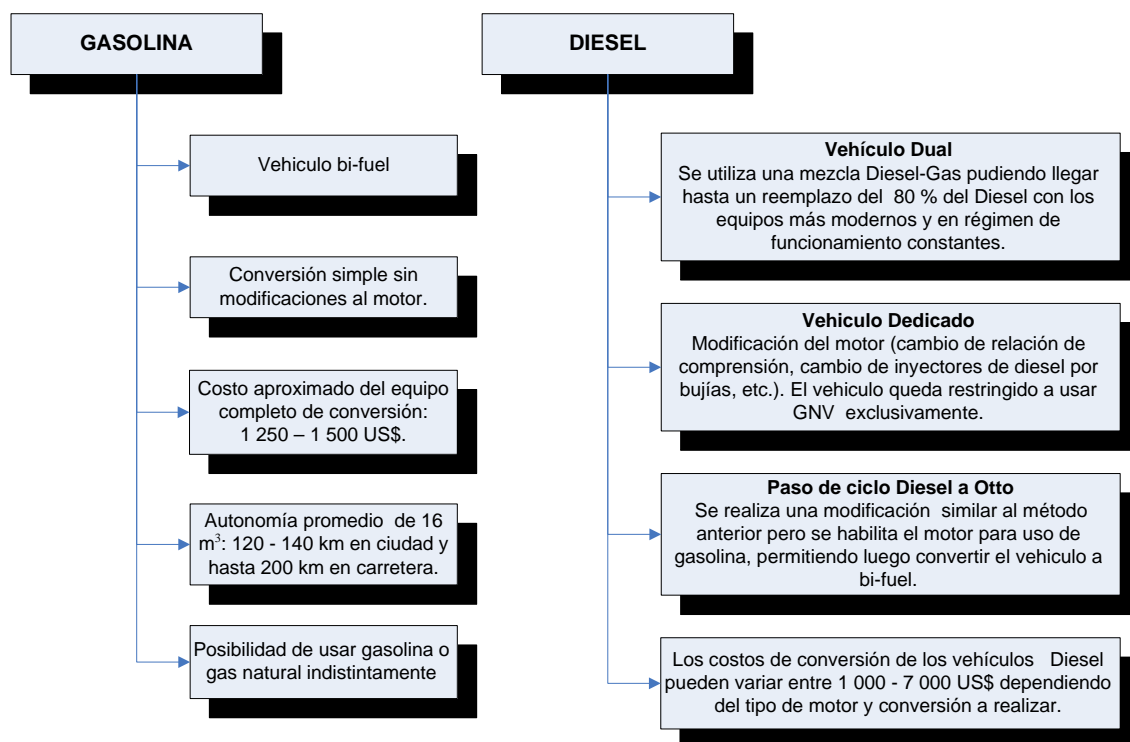 GASOLINA
Vehiculo bi-fuel
Conversión simple sin
modificaciones al motor.
Costo aproximado del equipo
completo de conversión:
1 250 – 1 500 US$.
Autonomía promedio de 16
m³: 120 - 140 km en ciudad y
hasta 200 km en carretera.
Posibilidad de usar gasolina o
gas natural indistintamente
DIESEL
Vehículo Dual
Se utiliza una mezcla Diesel-Gas pudiendo llegar
hasta un reemplazo del 80 % del Diesel con los
equipos más modernos y en régimen de
funcionamiento constantes.
Vehiculo Dedicado
Modificación del motor (cambio de relación de
comprensión, cambio de inyectores de diesel por
bujías, etc.). El vehiculo queda restringido a usar
GNV exclusivamente.
Paso de ciclo Diesel a Otto
Se realiza una modificación similar al método
anterior pero se habilita el motor para uso de
gasolina, permitiendo luego convertir el vehiculo a
bi-fuel.
Los costos de conversión de los vehículos Diesel
pueden variar entre 1 000 - 7 000 US$ dependiendo
del tipo de motor y conversión a realizar.